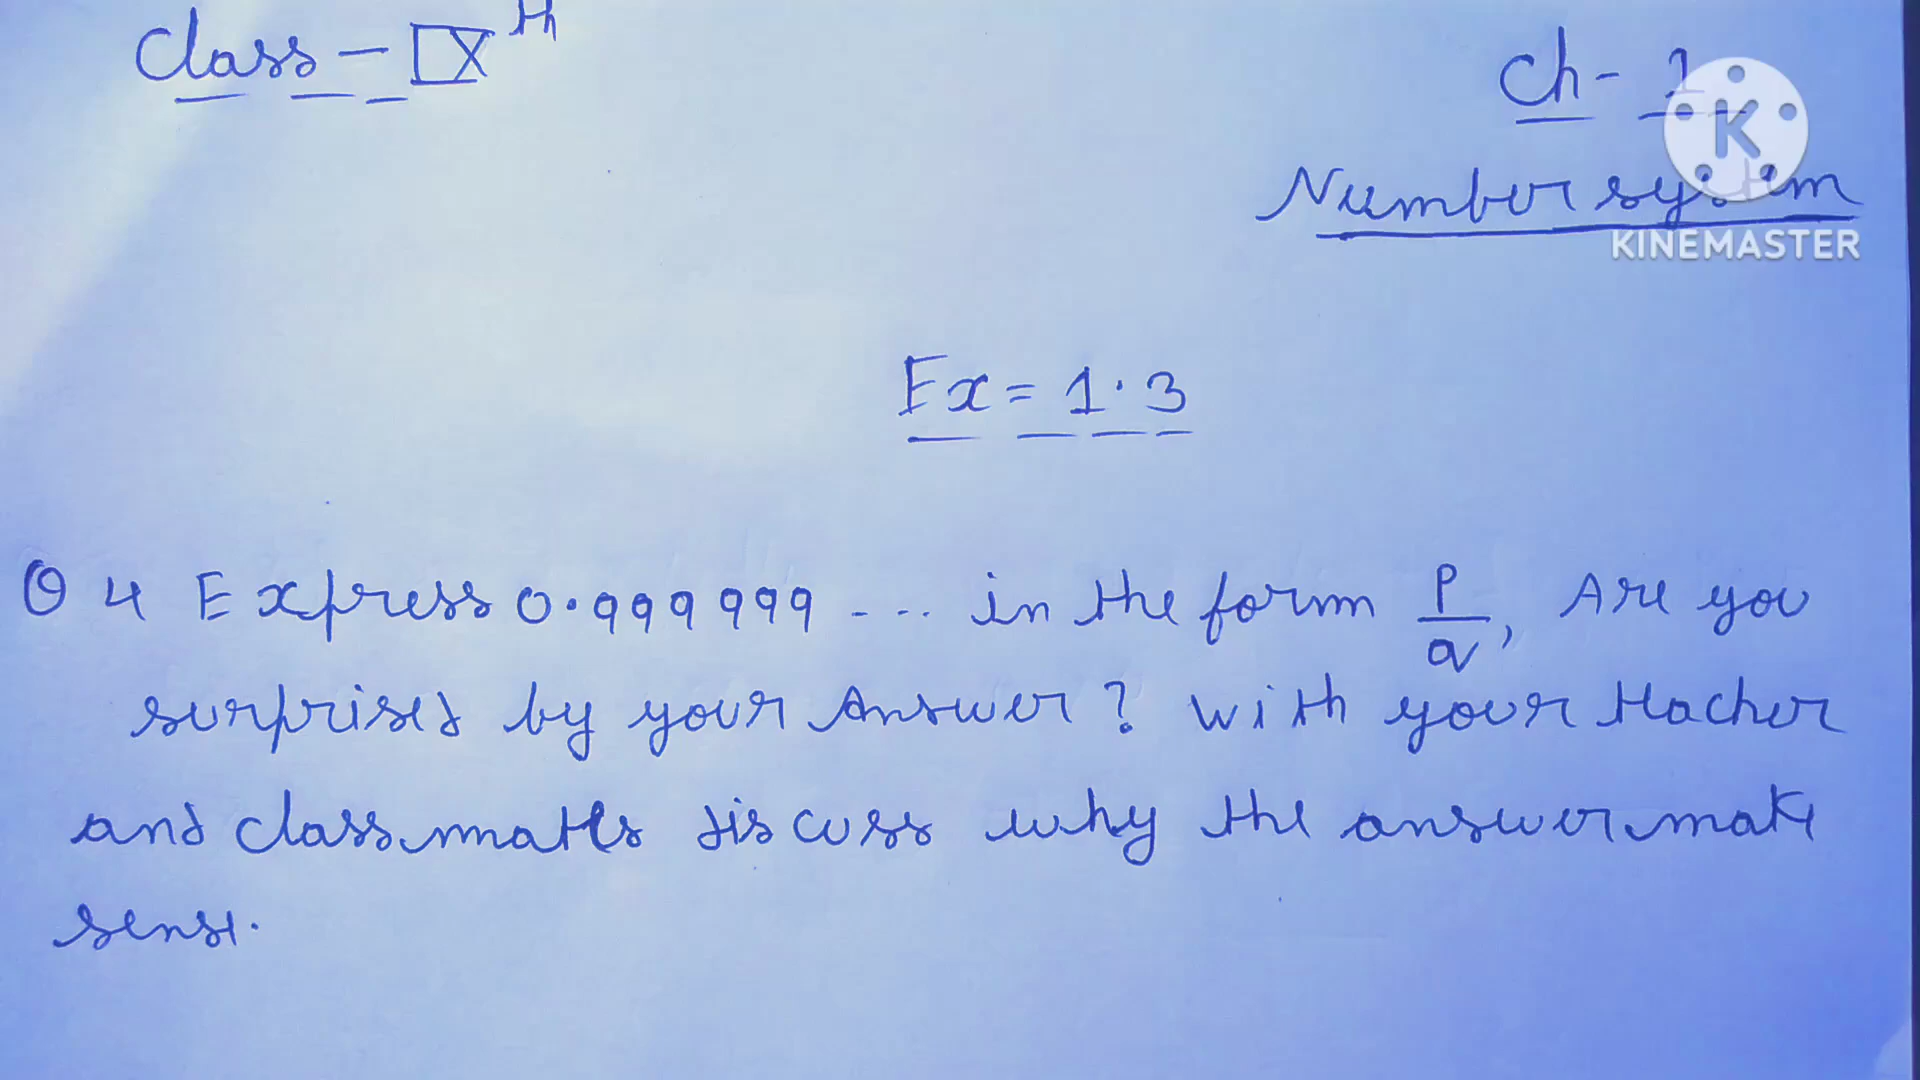 Class - IX th
Ch - 1
Number system
KINEMASTER
Ex = 1.3
Q 4 Express 0.999999 - ... in the form p/q, Are you
surprised by your Answer? With your teacher
and classmates discuss why the answer make
sense.